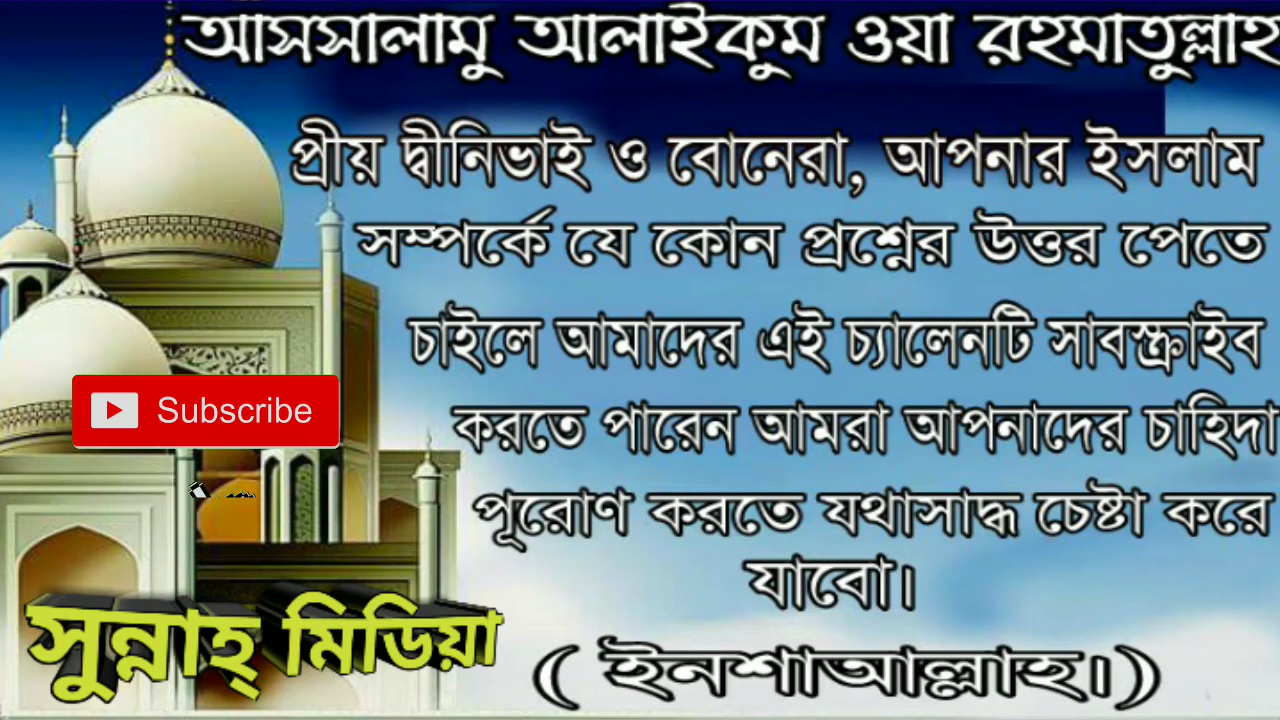 আসসালামু আলাইকুম ওয়া রহমাতুল্লাহ
প্রীয় দ্বীনিভাই ও বোনেরা, আপনার ইসলাম
সম্পর্কে যে কোন প্রশ্নের উত্তর পেতে
চাইলে আমাদের এই চ্যালেনটি সাবস্ক্রাইব
করতে পারেন আমরা আপনাদের চাহিদা
পূরোণ করতে যথাসাদ্ধ চেষ্টা করে
যাবো।
( ইনশাআল্লাহ।)
Subscribe
সুন্নাহ্ মিডিয়া